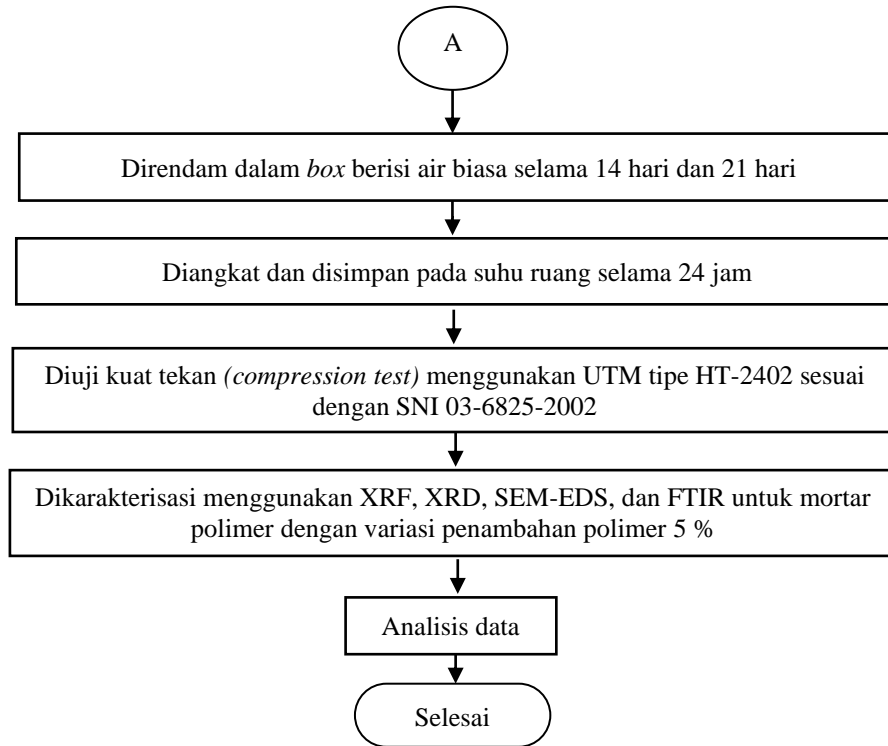 A
Direndam dalam box berisi air biasa selama 14 hari dan 21 hari
Diangkat dan disimpan pada suhu ruang selama 24 jam
Diuji kuat tekan (compression test) menggunakan UTM tipe HT-2402 sesuai
dengan SNI 03-6825-2002
Dikarakterisasi menggunakan XRF, XRD, SEM-EDS, dan FTIR untuk mortar
polimer dengan variasi penambahan polimer 5 %
Analisis data
Selesai